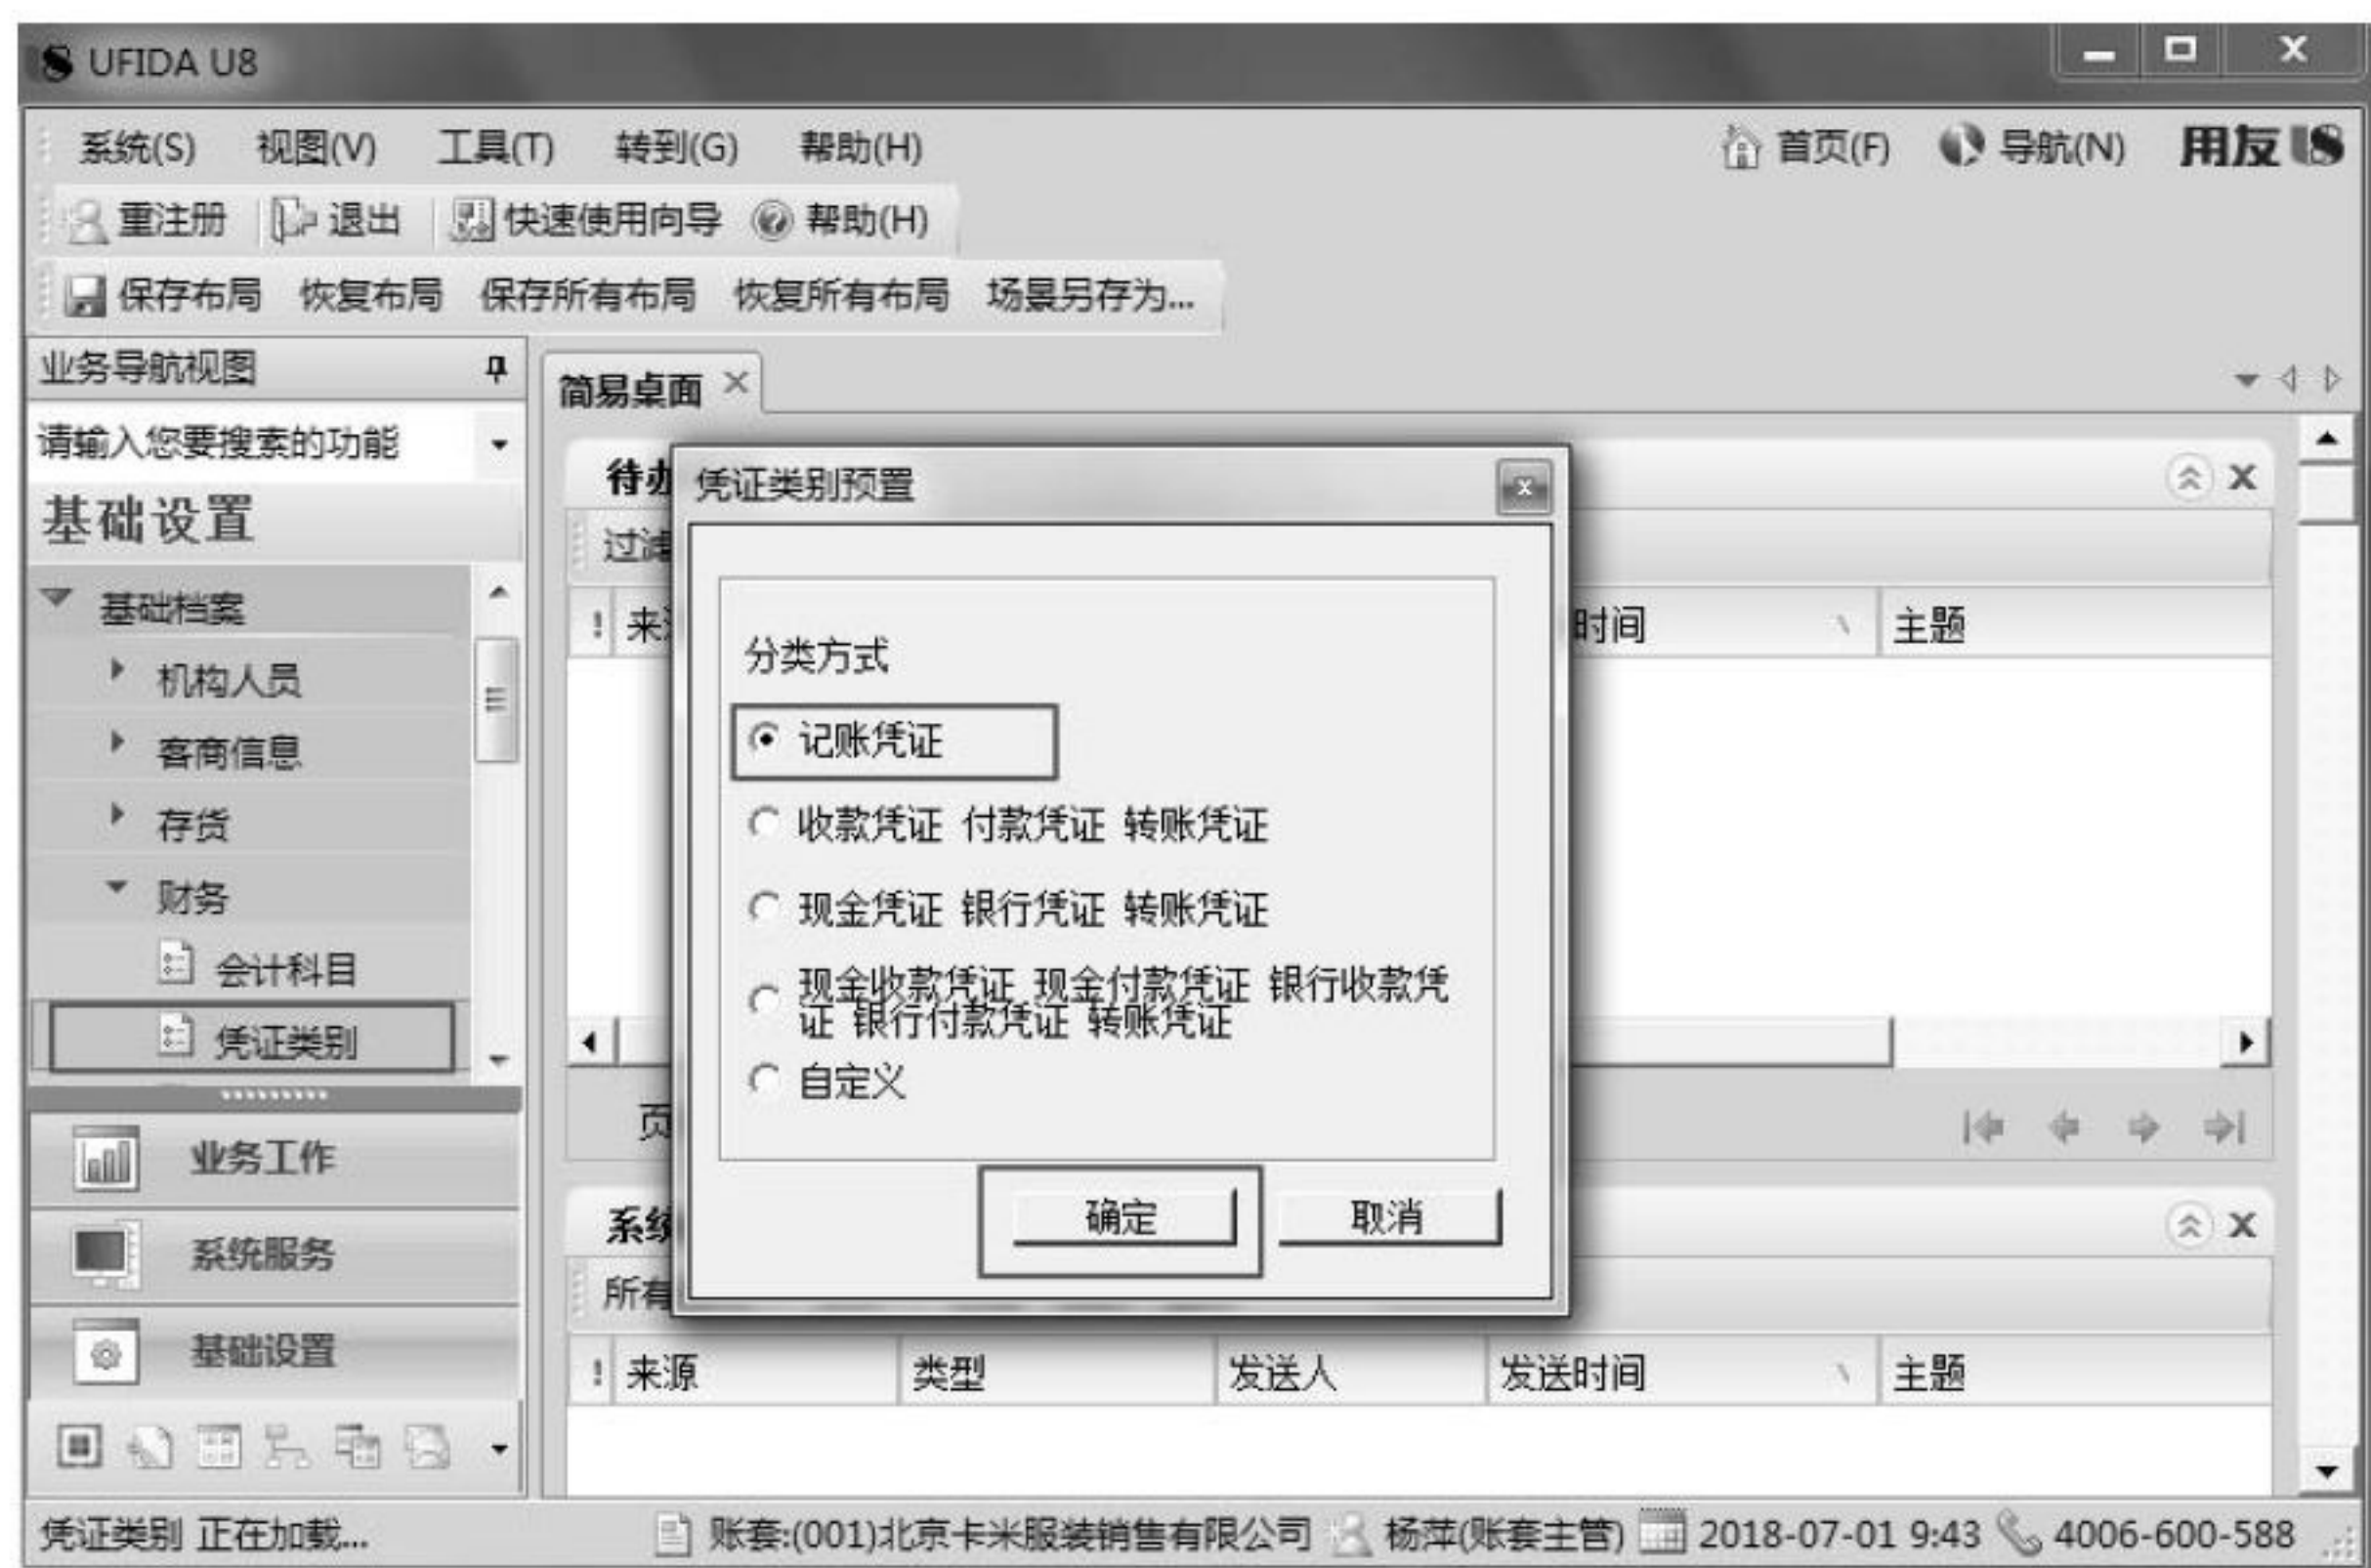 UFIDA U8
系统(S) 视图(V) 工具(T) 转到(G) 帮助(H) 首页(F) 导航(N) 用友U8
重注册 退出 快速使用向导 帮助(H)
保存布局 恢复布局 保存所有布局 恢复所有布局 场景另存为...
业务导航视图
简易桌面
请输入您要搜索的功能
基础设置
基础档案
机构人员
客商信息
存货
财务
会计科目
凭证类别
业务工作
系统服务
基础设置
待办
过滤
来 时间 主题
页
凭证类别预置
分类方式
记账凭证
收款凭证 付款凭证 转账凭证
现金凭证 银行凭证 转账凭证
现金收款凭证 现金付款凭证 银行收款凭
证 银行付款凭证 转账凭证
自定义
确定 取消
系统
所有
! 来源 类型 发送人 发送时间 主题
凭证类别 正在加载... 账套:(001)北京卡米服装销售有限公司 杨萍(账套主管) 2018-07-01 9:43 4006-600-588